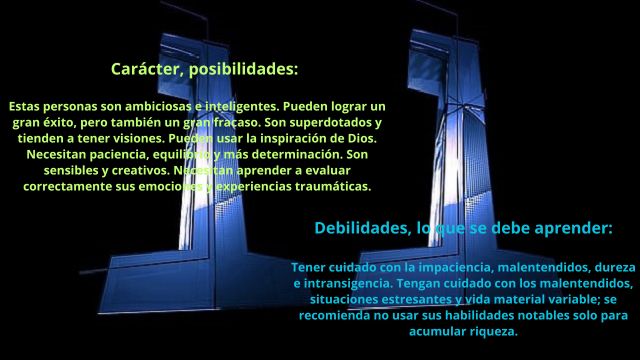 Carácter, posibilidades:
Estas personas son ambiciosas e inteligentes. Pueden lograr un
gran éxito, pero también un gran fracaso. Son superdotados y
tienden a tener visiones. Pueden usar la inspiración de Dios.
Necesitan paciencia, equilibrio y más determinación. Son
sensibles y creativos. Necesitan aprender a evaluar
correctamente sus emociones y experiencias traumáticas.
Debilidades, lo que se debe aprender:
Tener cuidado con la impaciencia, malentendidos, dureza
e intransigencia. Tengan cuidado con los malentendidos,
situaciones estresantes y vida material variable; se
recomienda no usar sus habilidades notables solo para
acumular riqueza.